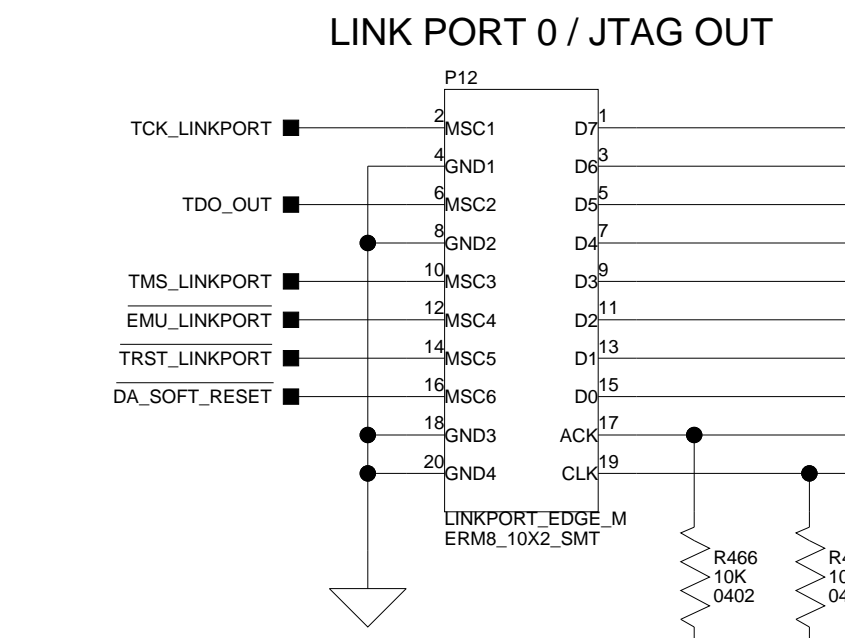 LINK PORT 0 / JTAG OUT
P12
TCK_LINKPORT 2 MSC1 D7 1
4 GND1 D6 3
TDO_OUT 6 MSC2 D5 5
8 GND2 D4 7
TMS_LINKPORT 10 MSC3 D3 9
EMU_LINKPORT 12 MSC4 D2 11
TRST_LINKPORT 14 MSC5 D1 13
DA_SOFT_RESET 16 MSC6 D0 15
18 GND3 ACK 17
20 GND4 CLK 19
LINKPORT_EDGE_M
ERM8_10X2_SMT
R466
10K
0402